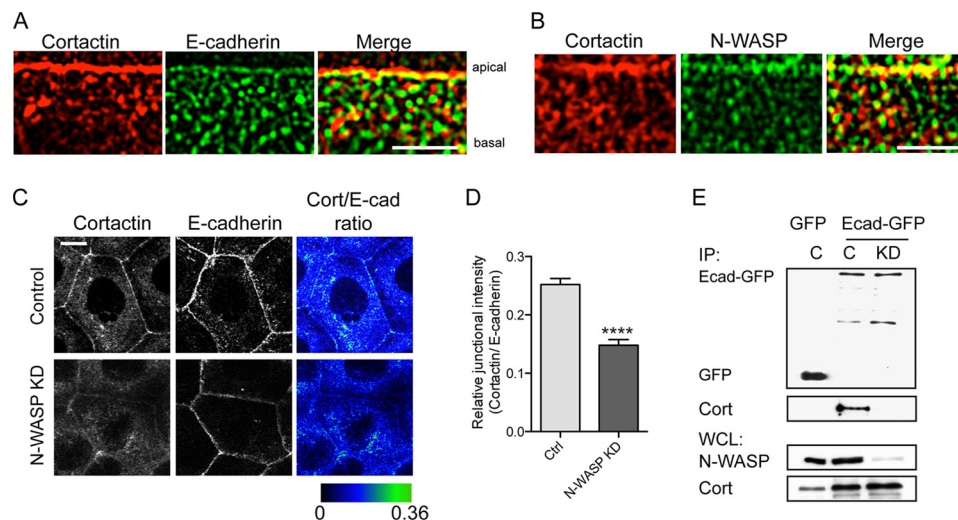 A
Cortactin E-cadherin Merge
apical
basal
B
Cortactin N-WASP Merge
C
Cortactin E-cadherin Cort/E-cad
ratio
Control
N-WASP KD
0 0.36
D
Relative junctional intensity
(Cortactin/ E-cadherin)
0.3
0.2
0.1
0.0
****
Ctrl
N-WASP KD
E
GFP Ecad-GFP
IP: C C KD
Ecad-GFP
GFP
Cort
WCL:
N-WASP
Cort